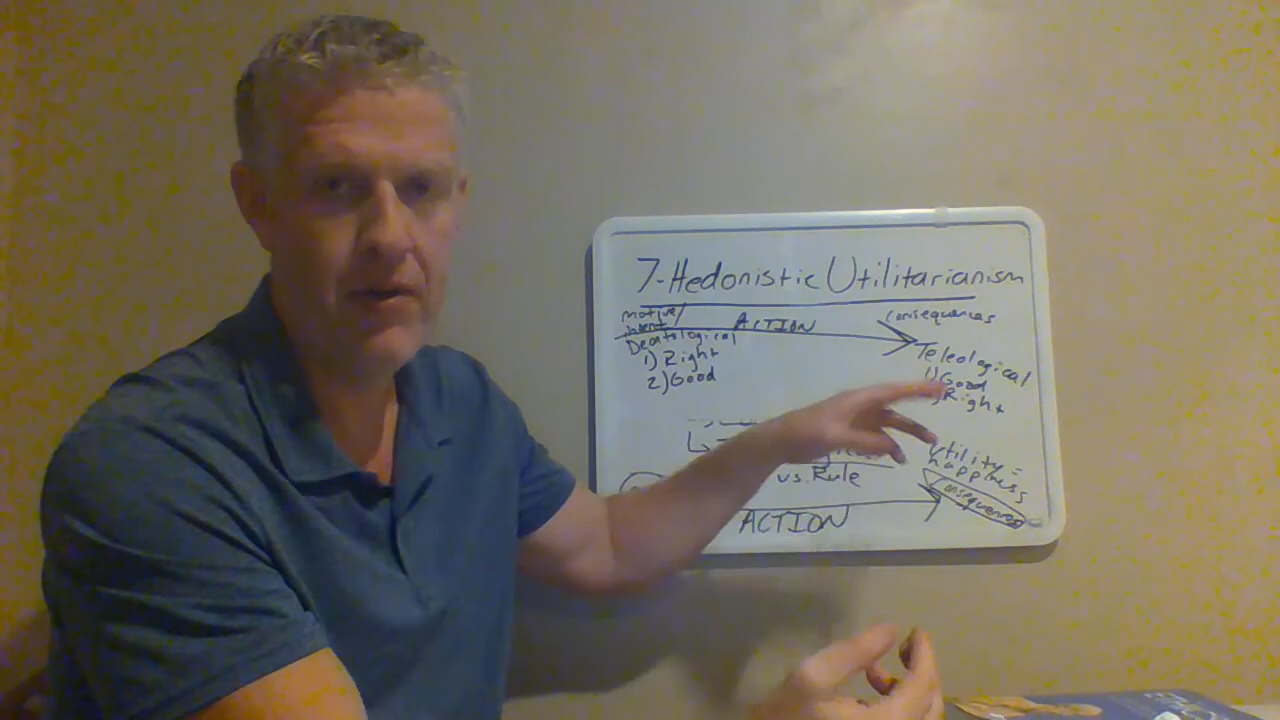 7-Hedonistic Utilitarianism
motive/
intent
ACTION
consequences
Deontological
1) Right
2) Good
Teleological
1) Good
2) Right
vs. Rule
Utility =
happiness
consequences
ACTION